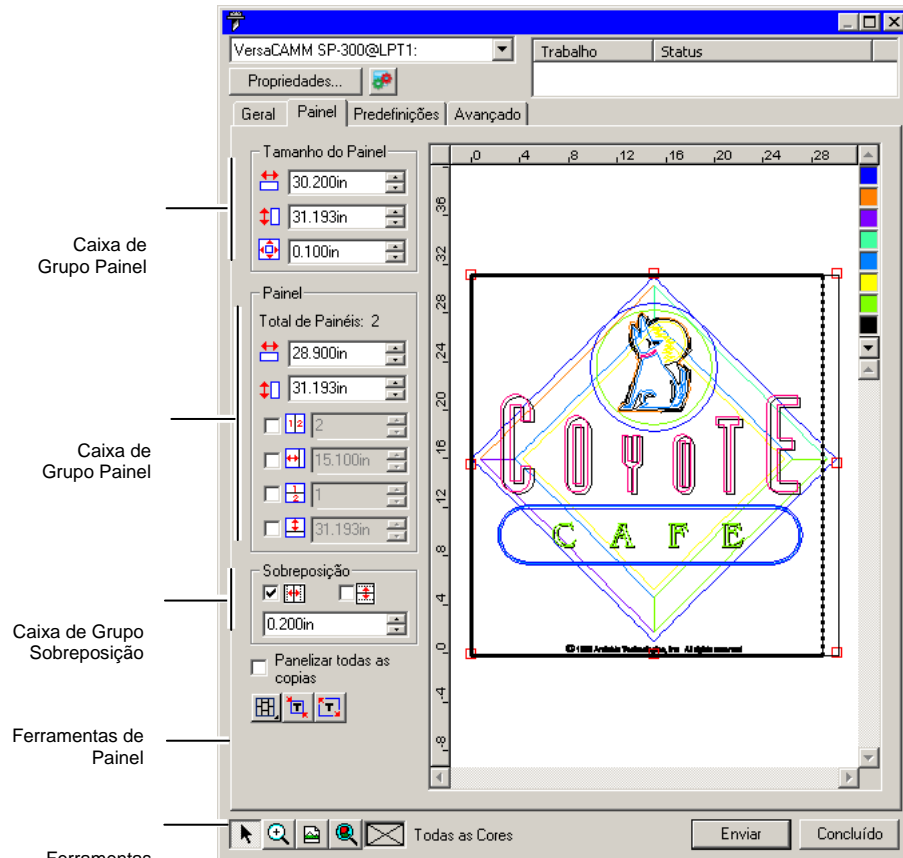 VersaCAMM SP-300@LPT1:
Trabalho Status
Propriedades...
Geral Painel Predefinições Avançado
Tamanho do Painel
30.200in
31.193in
0.100in
Caixa de
Grupo Painel
Painel
Total de Painéis: 2
28.900in
31.193in
2
15.100in
1
31.193in
Caixa de
Grupo Painel
Sobreposição
0.200in
Caixa de Grupo
Sobreposição
Panelizar todas as
copias
Ferramentas de
Painel
,0 ,4 ,8 ,12 ,16 ,20 ,24 ,28
,36
,32
,28
,24
,20
,16
,12
,8
,4
,0
,-4
,-8
COYOTE
CAFE
All rights reserved
Todas as Cores
Enviar Concluído
Ferramentas